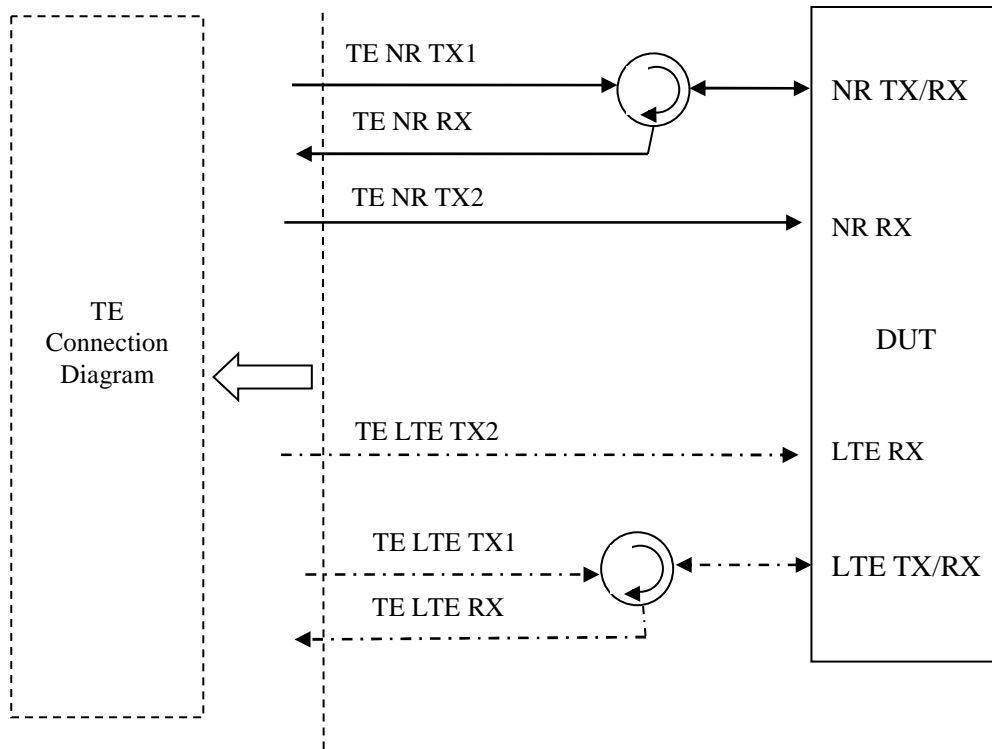 TE NR TX1
NR TX/RX
TE NR RX
TE NR TX2
NR RX
TE
Connection
Diagram
DUT
TE LTE TX2
LTE RX
TE LTE TX1
LTE TX/RX
TE LTE RX